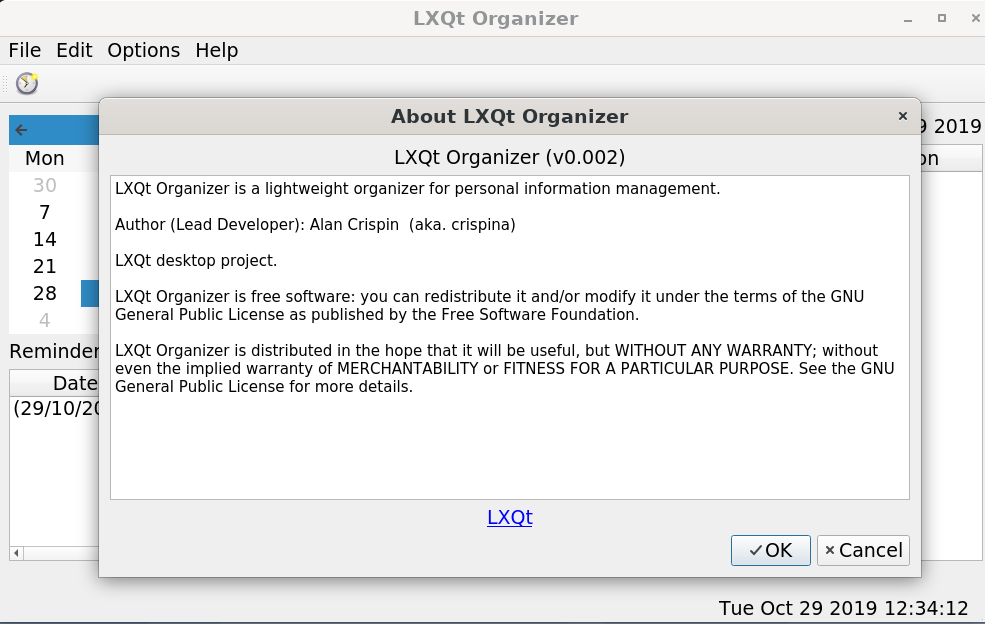 LXQt Organizer
File Edit Options Help
9 2019
Mon
30
7
14
21
28
4
Reminder
Date
(29/10/20
About LXQt Organizer
LXQt Organizer (v0.002)
LXQt Organizer is a lightweight organizer for personal information management.
Author (Lead Developer): Alan Crispin (aka. crispina)
LXQt desktop project.
LXQt Organizer is free software: you can redistribute it and/or modify it under the terms of the GNU
General Public License as published by the Free Software Foundation.
LXQt Organizer is distributed in the hope that it will be useful, but WITHOUT ANY WARRANTY; without
even the implied warranty of MERCHANTABILITY or FITNESS FOR A PARTICULAR PURPOSE. See the GNU
General Public License for more details.
LXQt
OK
Cancel
Tue Oct 29 2019 12:34:12